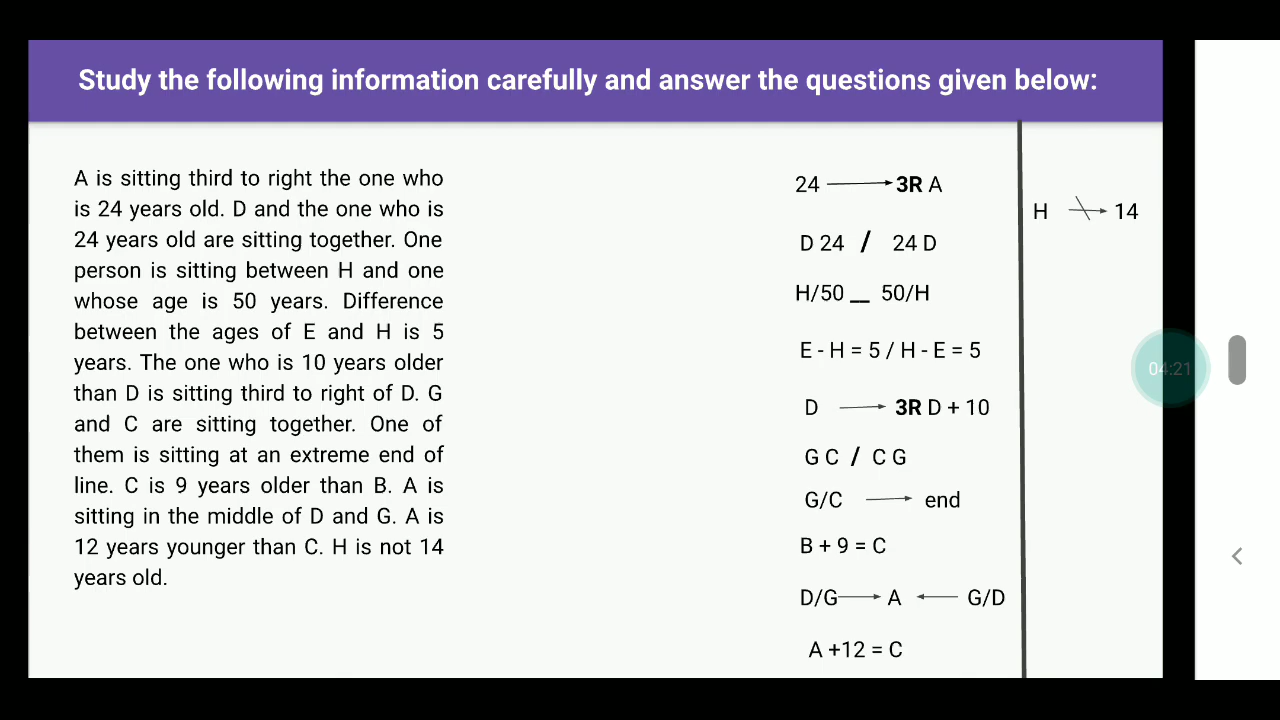 Study the following information carefully and answer the questions given below:
A is sitting third to right the one who
is 24 years old. D and the one who is
24 years old are sitting together. One
person is sitting between H and one
whose age is 50 years. Difference
between the ages of E and H is 5
years. The one who is 10 years older
than D is sitting third to right of D. G
and C are sitting together. One of
them is sitting at an extreme end of
line. C is 9 years older than B. A is
sitting in the middle of D and G. A is
12 years younger than C. H is not 14
years old.
24 → 3R A
D 24 / 24 D
H/50 __ 50/H
E - H = 5 / H - E = 5
D → 3R D + 10
G C / C G
G/C → end
B + 9 = C
D/G → A ← G/D
A +12 = C
H → 14
04:21